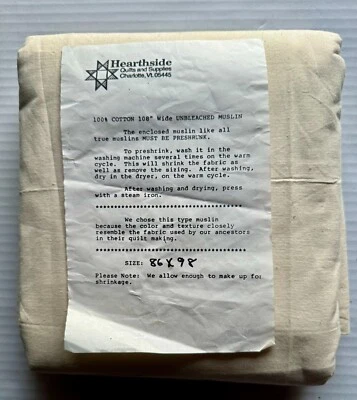 Hearthside
Quilts and Supplies
Charlotte, Vt. 05445
100% COTTON 108" Wide UNBLEACHED MUSLIN
The enclosed muslin like all
true muslins MUST BE PRESHRUNK.
To preshrink, wash it in the
washing machine several times on the warm
cycle. This will shrink the fabric as
well as remove the sizing. After washing,
dry in the dryer, on the warm cycle.
After washing and drying, press
with a steam iron.
We chose this type muslin
because the color and texture closely
resemble the fabric used by our ancestors
in their quilt making.
SIZE: 86 X 98
Please Note: We allow enough to make up for
shrinkage.